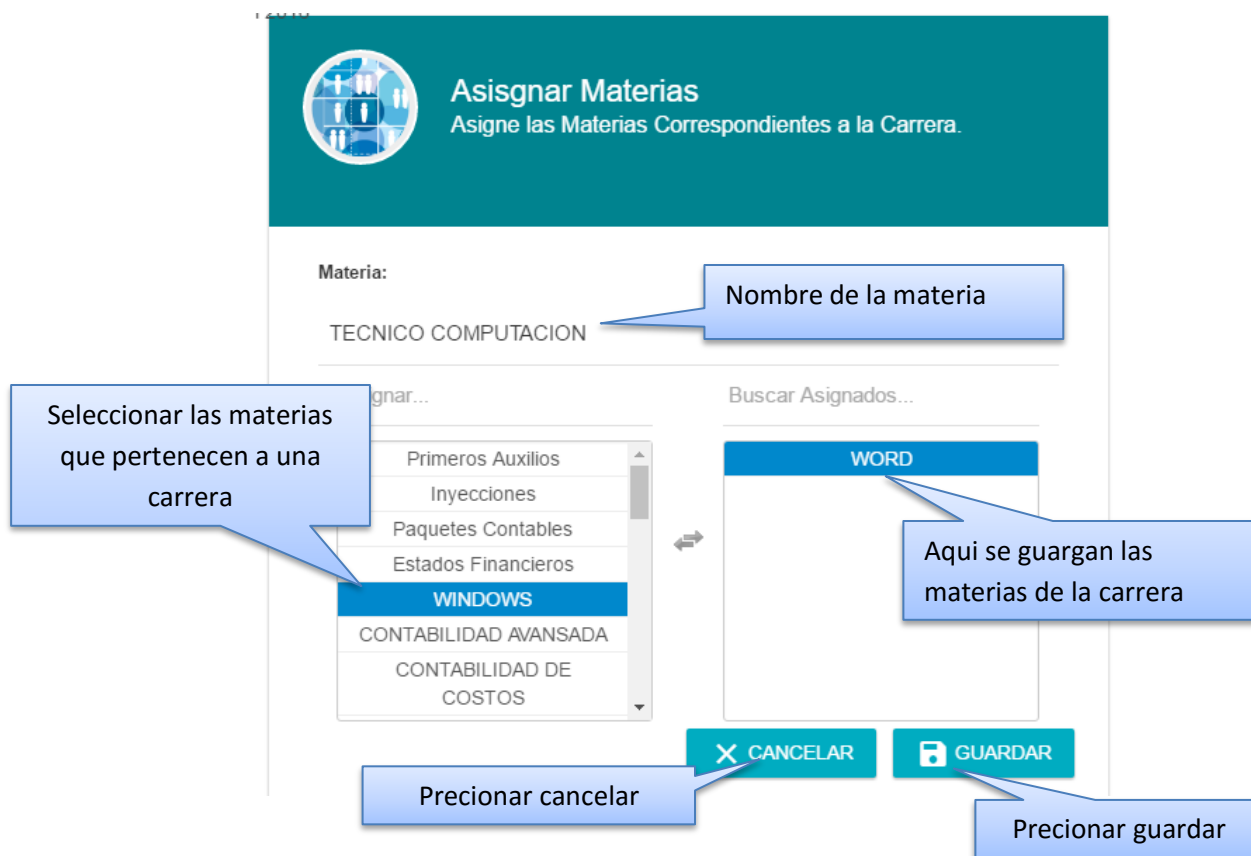 Asisgnar Materias
Asigne las Materias Correspondientes a la Carrera.
Materia:
Nombre de la materia
TECNICO COMPUTACION
Seleccionar las materias
que pertenecen a una
carrera
Buscar Asignados...
Primeros Auxilios
Inyecciones
Paquetes Contables
Estados Financieros
WINDOWS
CONTABILIDAD AVANSADA
CONTABILIDAD DE
COSTOS
WORD
Aqui se guargan las
materias de la carrera
CANCELAR
GUARDAR
Precionar cancelar
Precionar guardar